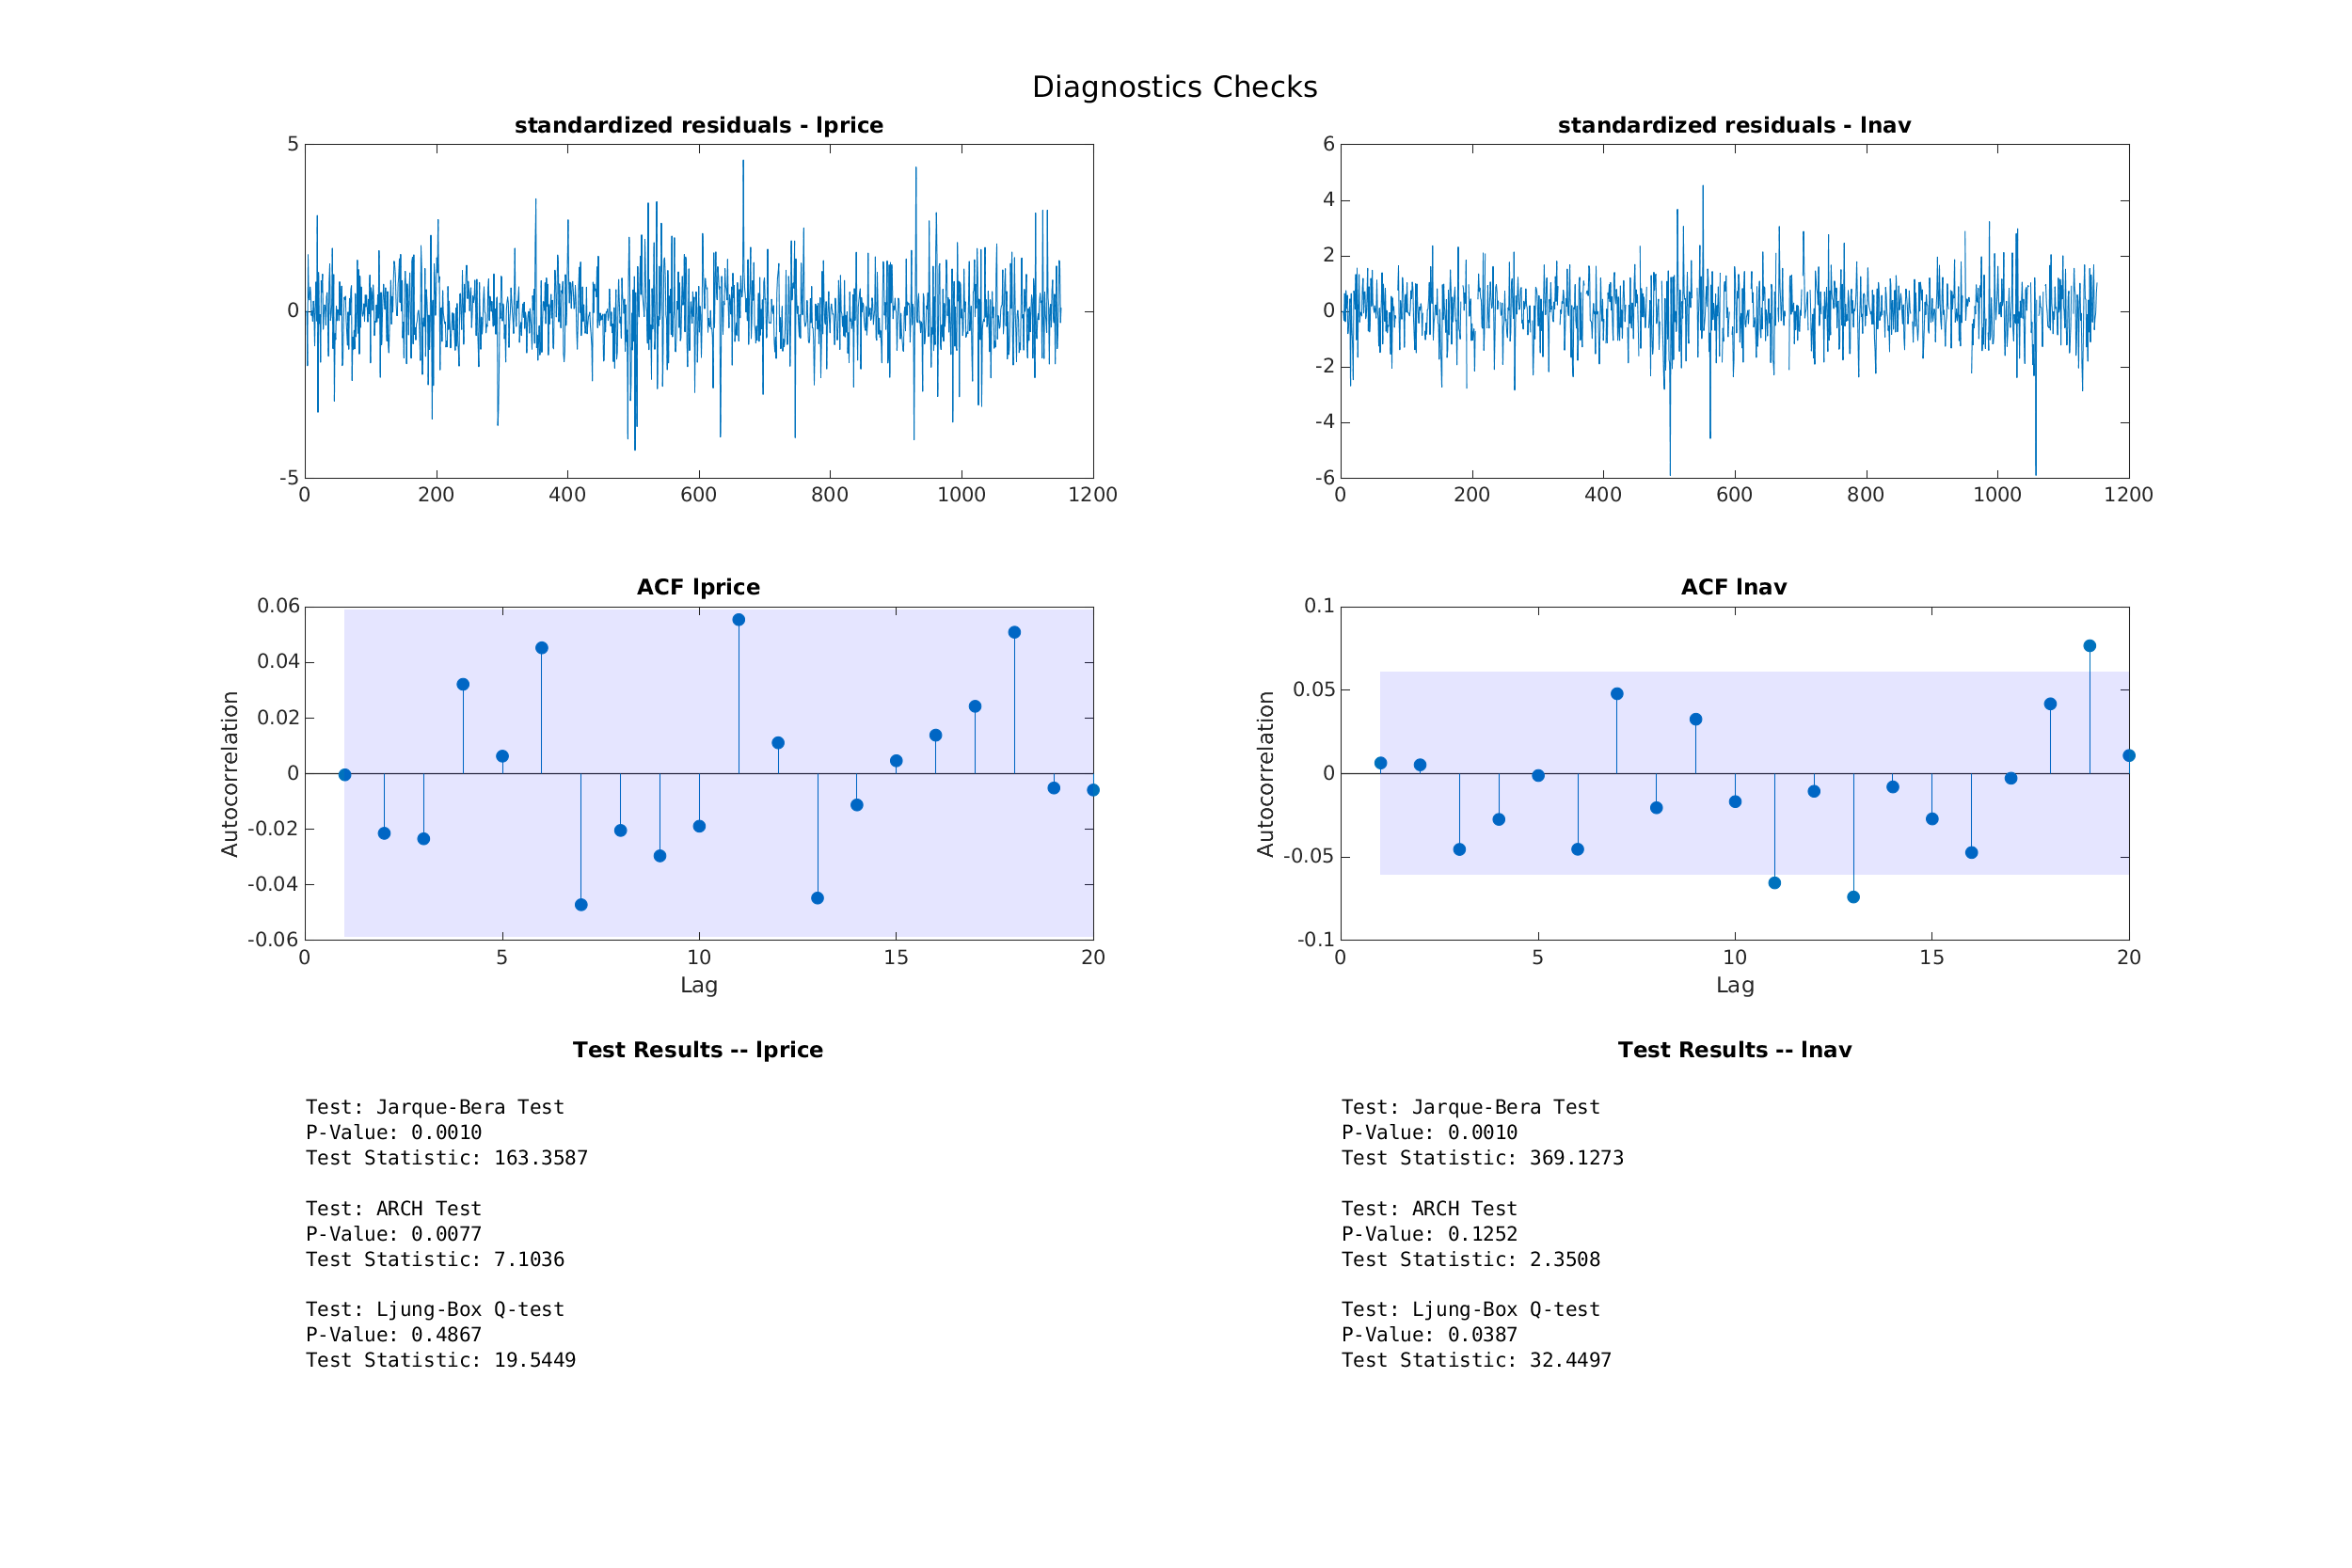 Diagnostics Checks
standardized residuals - lprice
5
0
-5
0 200 400 600 800 1000 1200
standardized residuals - lnav
6
4
2
0
-2
-4
-6
0 200 400 600 800 1000 1200
ACF lprice
Autocorrelation
0.06
0.04
0.02
0
-0.02
-0.04
-0.06
0 5 10 15 20
Lag
ACF lnav
Autocorrelation
0.1
0.05
0
-0.05
-0.1
0 5 10 15 20
Lag
Test Results -- lprice
Test: Jarque-Bera Test
P-Value: 0.0010
Test Statistic: 163.3587
Test: ARCH Test
P-Value: 0.0077
Test Statistic: 7.1036
Test: Ljung-Box Q-test
P-Value: 0.4867
Test Statistic: 19.5449
Test Results -- lnav
Test: Jarque-Bera Test
P-Value: 0.0010
Test Statistic: 369.1273
Test: ARCH Test
P-Value: 0.1252
Test Statistic: 2.3508
Test: Ljung-Box Q-test
P-Value: 0.0387
Test Statistic: 32.4497